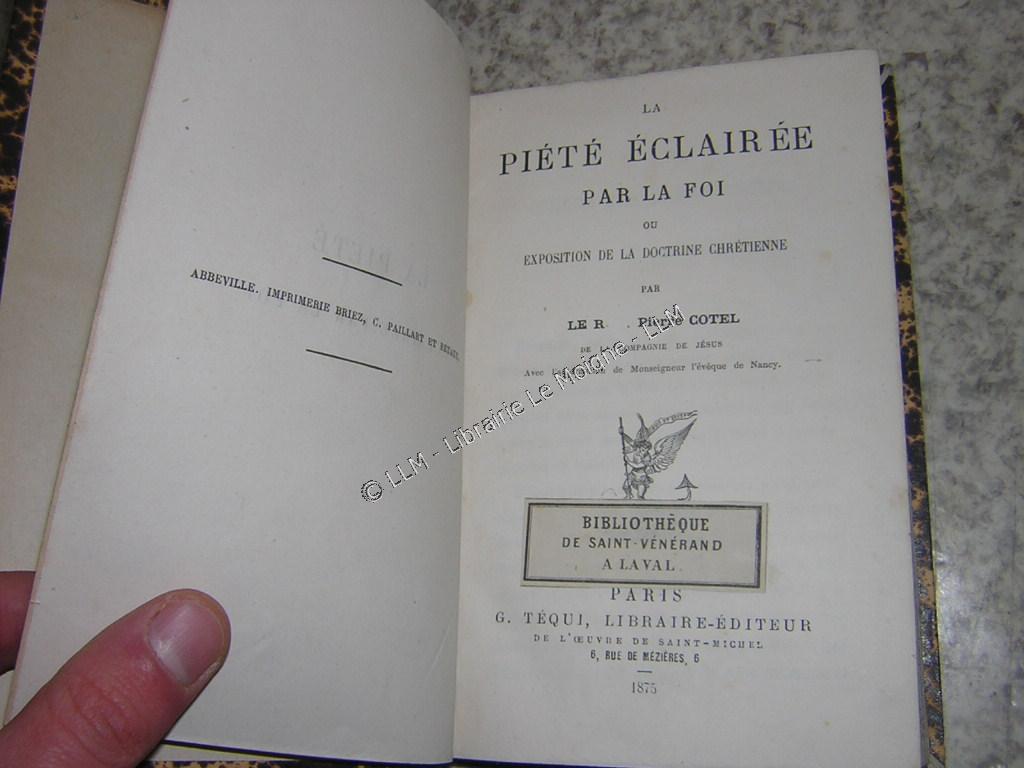 ABBEVILLE. IMPRIMERIE BRIEZ, C. PAILLART ET RETAUX.
LA
PIÉTÉ ÉCLAIRÉE
PAR LA FOI
OU
EXPOSITION DE LA DOCTRINE CHRÉTIENNE
PAR
LE R Pierre COTEL
DE LA COMPAGNIE DE JÉSUS
Avec de Monseigneur l'évêque de Nancy.
BIBLIOTHÈQUE
DE SAINT-VÉNÉRAND
A LAVAL
PARIS
G. TÉQUI, LIBRAIRE-ÉDITEUR
DE L'ŒUVRE DE SAINT-MICHEL
6, RUE DE MÉZIÈRES, 6
1875
© LLM - Librairie Le Moigne - LLM